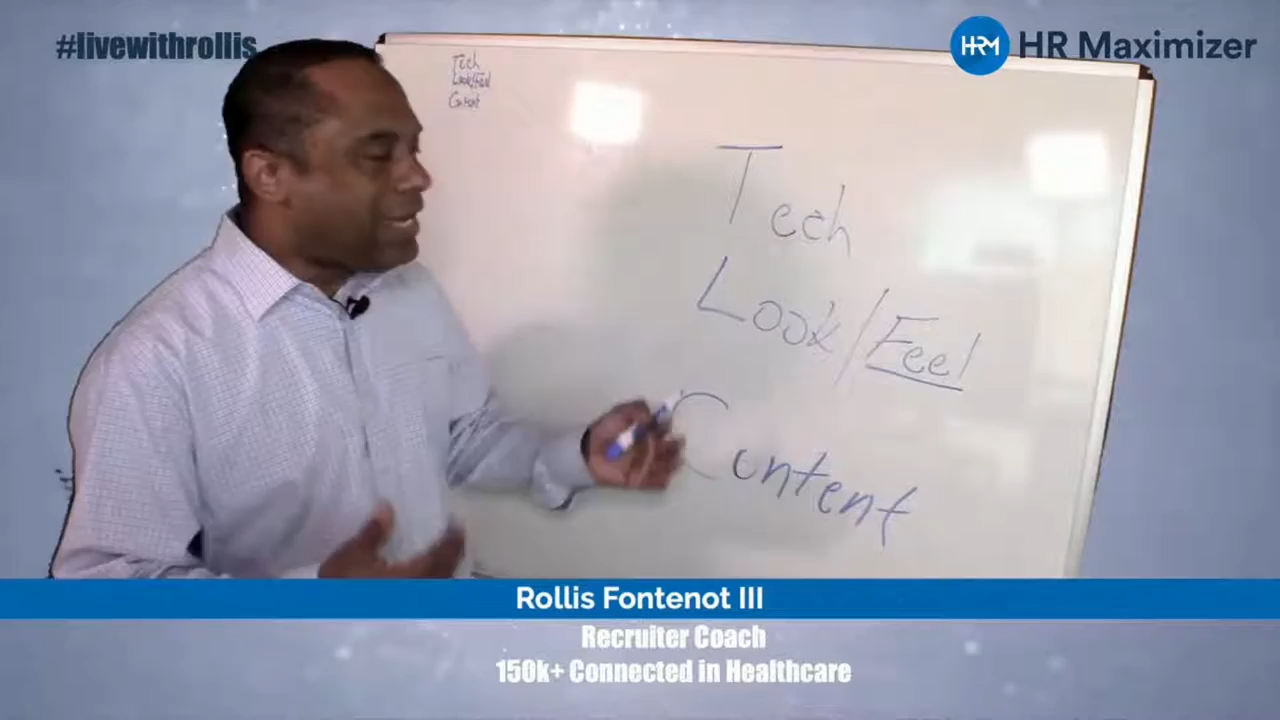 #livewithrollis
HRM HR Maximizer
Tech
Look/Feel
Content
Tech
Look/Feel
Content
Rollis Fontenot III
Recruiter Coach
150k+ Connected in Healthcare